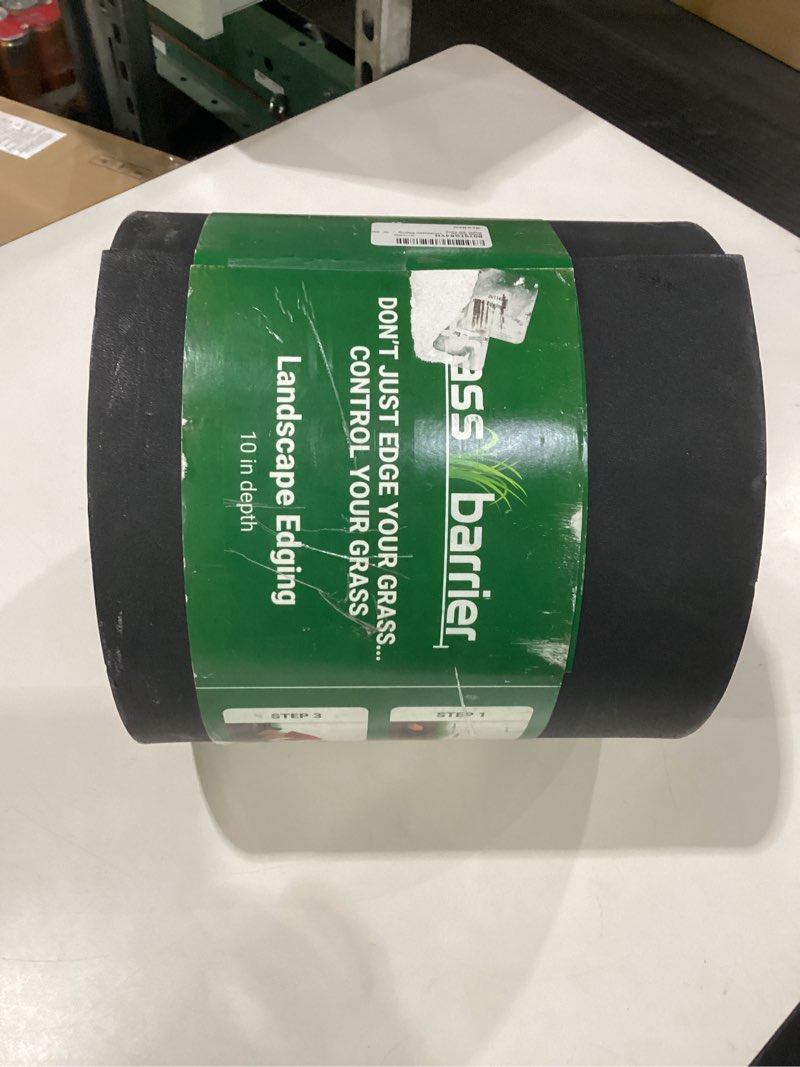 ass barrier
DON'T JUST EDGE YOUR GRASS...
CONTROL YOUR GRASS
Landscape Edging
10 in depth
STEP 1
STEP 3